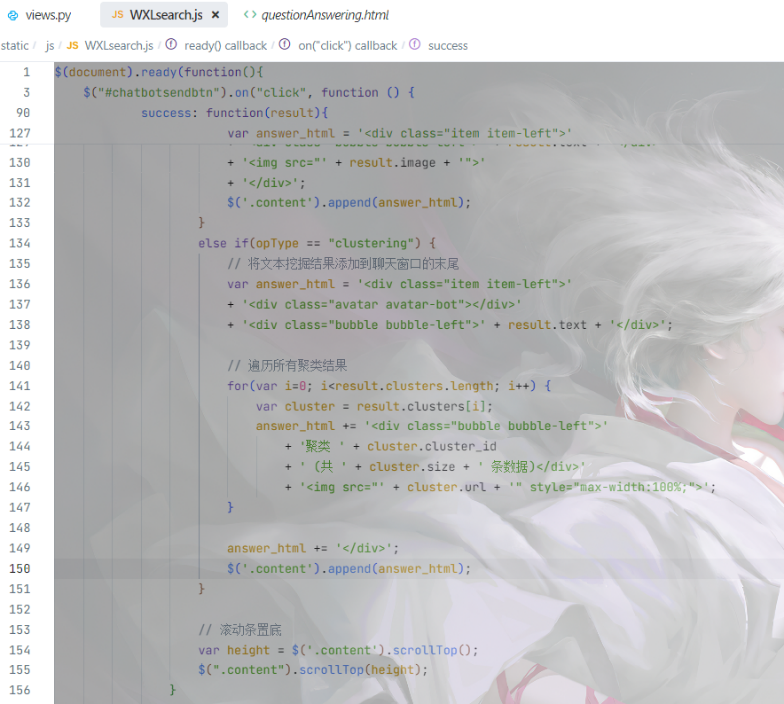 views.py JS WXLsearch.js × <> questionAnswering.html
static / js / JS WXLsearch.js / ready() callback / on("click") callback / success
1 $(document).ready(function(){
3 $("#chatbotsendbtn").on("click", function () {
90 success: function(result){
127 var answer_html = '<div class="item item-left">'
130 + '<img src="' + result.image + '">'
131 + '</div>';
132 $('.content').append(answer_html);
133 }
134 else if(opType == "clustering") {
135 // 将文本挖掘结果添加到聊天窗口的末尾
136 var answer_html = '<div class="item item-left">'
137 + '<div class="avatar avatar-bot"></div>'
138 + '<div class="bubble bubble-left">' + result.text + '</div>';
139
140 // 遍历所有聚类结果
141 for(var i=0; i<result.clusters.length; i++) {
142 var cluster = result.clusters[i];
143 answer_html += '<div class="bubble bubble-left">'
144 + '聚类 ' + cluster.cluster_id
145 + ' (共 ' + cluster.size + ' 条数据)</div>'
146 + '<img src="' + cluster.url + '" style="max-width:100%;">';
147 }
148
149 answer_html += '</div>';
150 $('.content').append(answer_html);
151 }
152
153 // 滚动条置底
154 var height = $('.content').scrollTop();
155 $(".content").scrollTop(height);
156 }